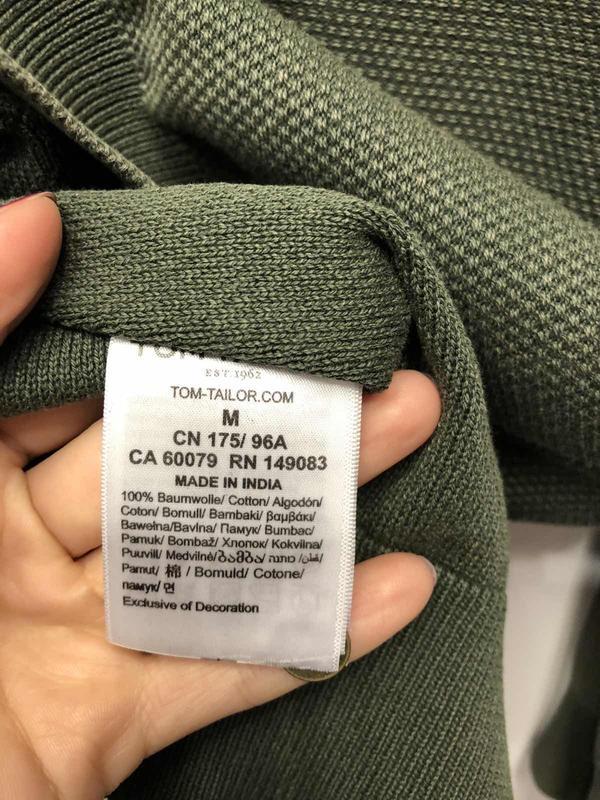 EST.1962
TOM-TAILOR.COM
M
CN 175/ 96A
CA 60079 RN 149083
MADE IN INDIA
100% Baumwolle/ Cotton/ Algodón/
Coton/ Bomull/ Bambaki/ βαμβάκι/
Bawełna/Bavlna/ Памук/ Bumbac/
Pamuk/ Bombaž/ Хлопок/ Kokvilna/
Puuvill/ Medvilnė/ბამბა/ כותנה /قطن/
Pamut/ 棉 / Bomuld/ Cotone/
памук/ 면
Exclusive of Decoration